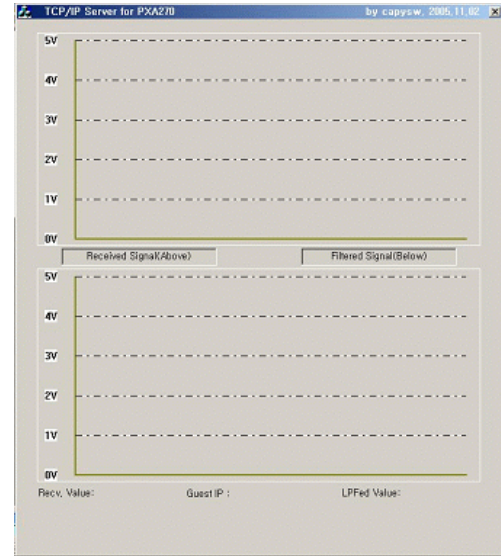 TCP/IP Server for PXA270 by capysw, 2005,11,02
5V
4V
3V
2V
1V
0V
Received Signal(Above) Filtered Signal(Below)
5V
4V
3V
2V
1V
0V
Recv. Value: Guest IP : LPFed Value: